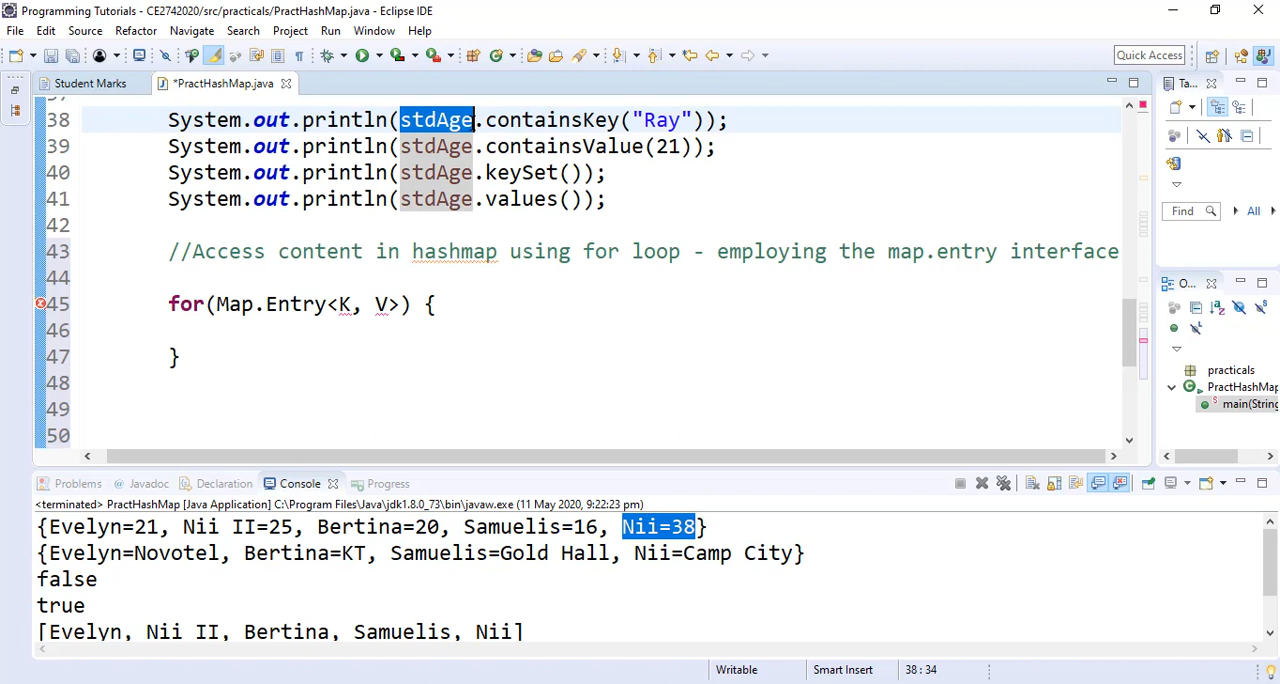 Programming Tutorials - CE2742020/src/practicals/PractHashMap.java - Eclipse IDE
File Edit Source Refactor Navigate Search Project Run Window Help
Quick Access
Student Marks *PractHashMap.java Ta...
38 System.out.println(stdAge.containsKey("Ray"));
39 System.out.println(stdAge.containsValue(21));
40 System.out.println(stdAge.keySet());
41 System.out.println(stdAge.values());
42
43 //Access content in hashmap using for loop - employing the map.entry interface
44
45 for(Map.Entry<K, V>) {
46
47 }
48
49
50
Find All
O...
practicals
PractHashMap
main(String
Problems Javadoc Declaration Console Progress
<terminated> PractHashMap [Java Application] C:\Program Files\Java\jdk1.8.0_73\bin\javaw.exe (11 May 2020, 9:22:23 pm)
{Evelyn=21, Nii II=25, Bertina=20, Samuelis=16, Nii=38}
{Evelyn=Novotel, Bertina=KT, Samuelis=Gold Hall, Nii=Camp City}
false
true
[Evelyn, Nii II, Bertina, Samuelis, Nii]
Writable Smart Insert 38 : 34